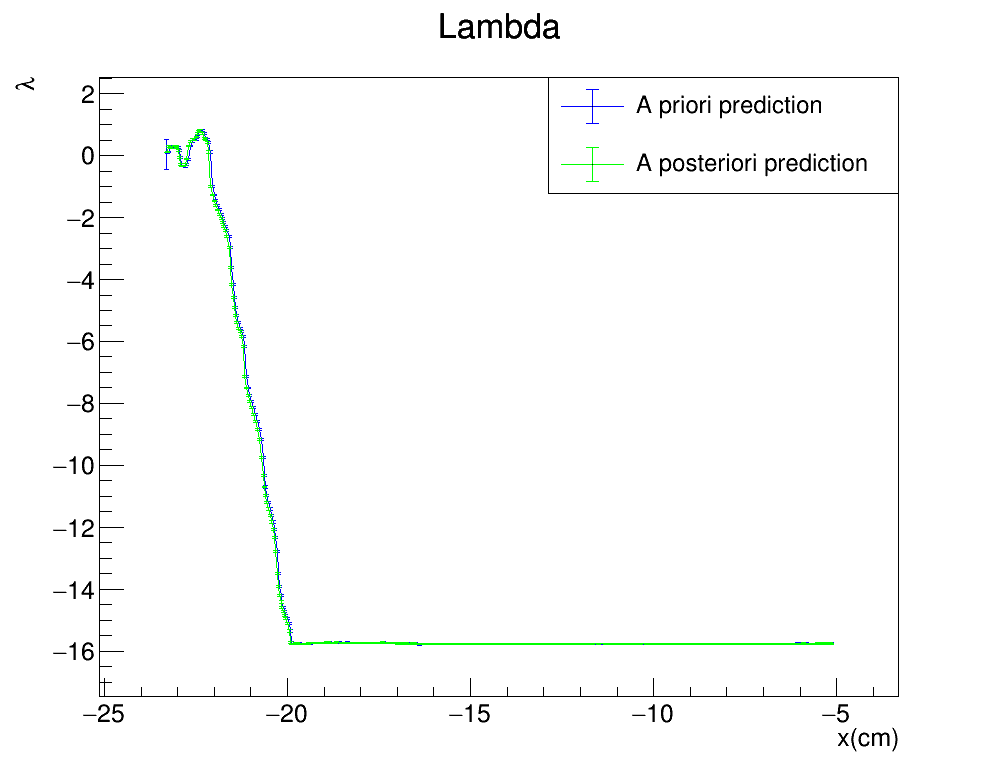 Lambda
λ
A priori prediction
A posteriori prediction
2
0
−2
−4
−6
−8
−10
−12
−14
−16
−25 −20 −15 −10 −5
x(cm)